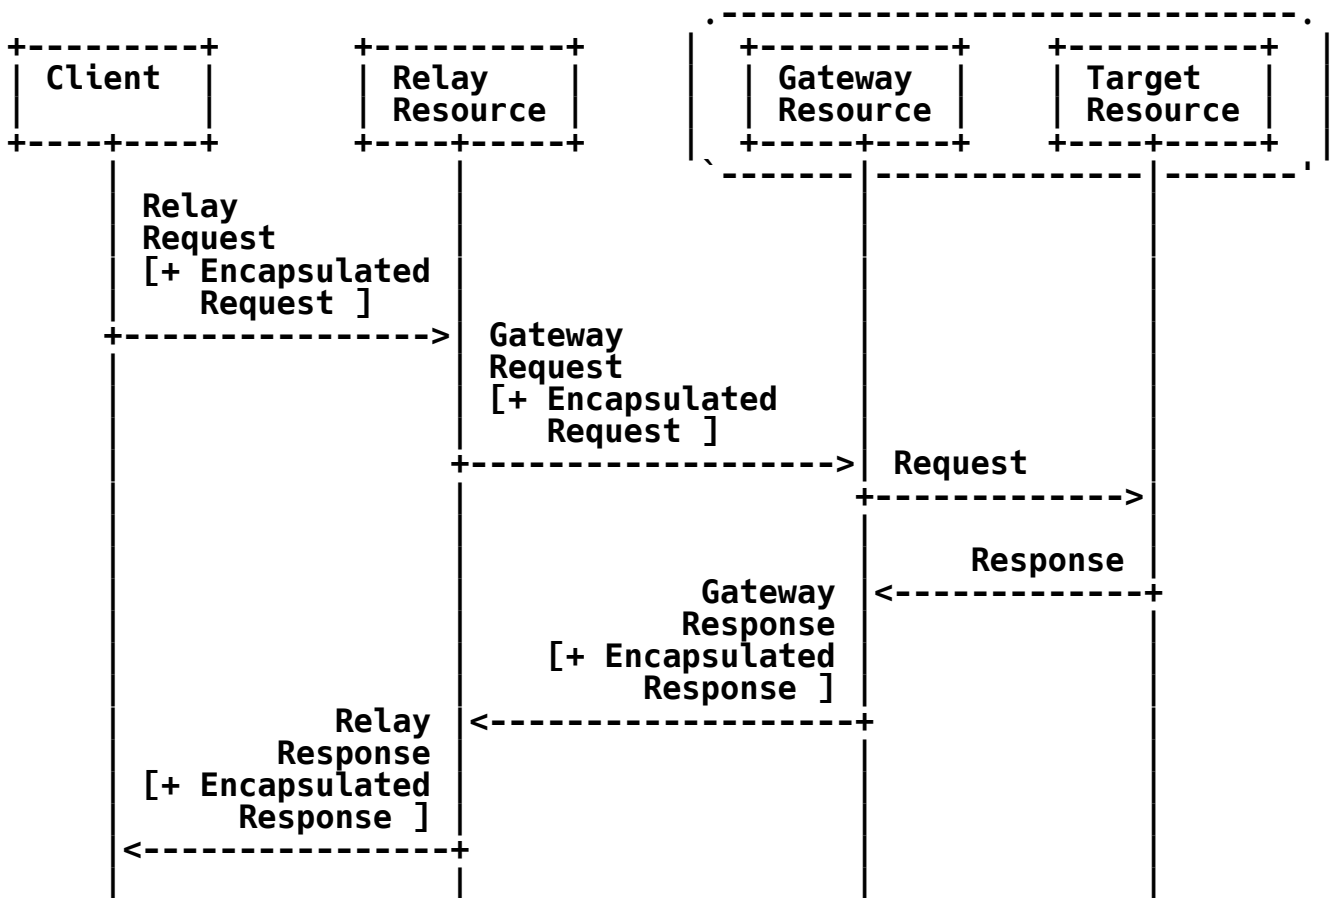 Client
Relay
Resource
Gateway
Resource
Target
Resource
Relay
Request
[+ Encapsulated
Request ]
Gateway
Request
[+ Encapsulated
Request ]
Request
Response
Gateway
Response
[+ Encapsulated
Response ]
Relay
Response
[+ Encapsulated
Response ]